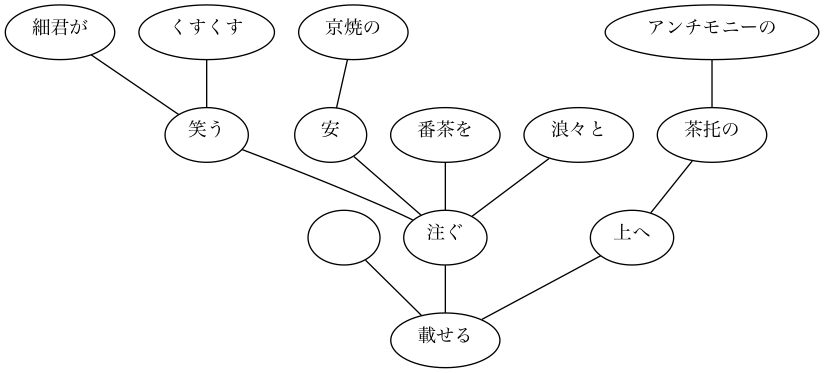 細君が くすくす 京焼の アンチモニーの
笑う 安 番茶を 浪々と 茶托の
注ぐ 上へ
載せる